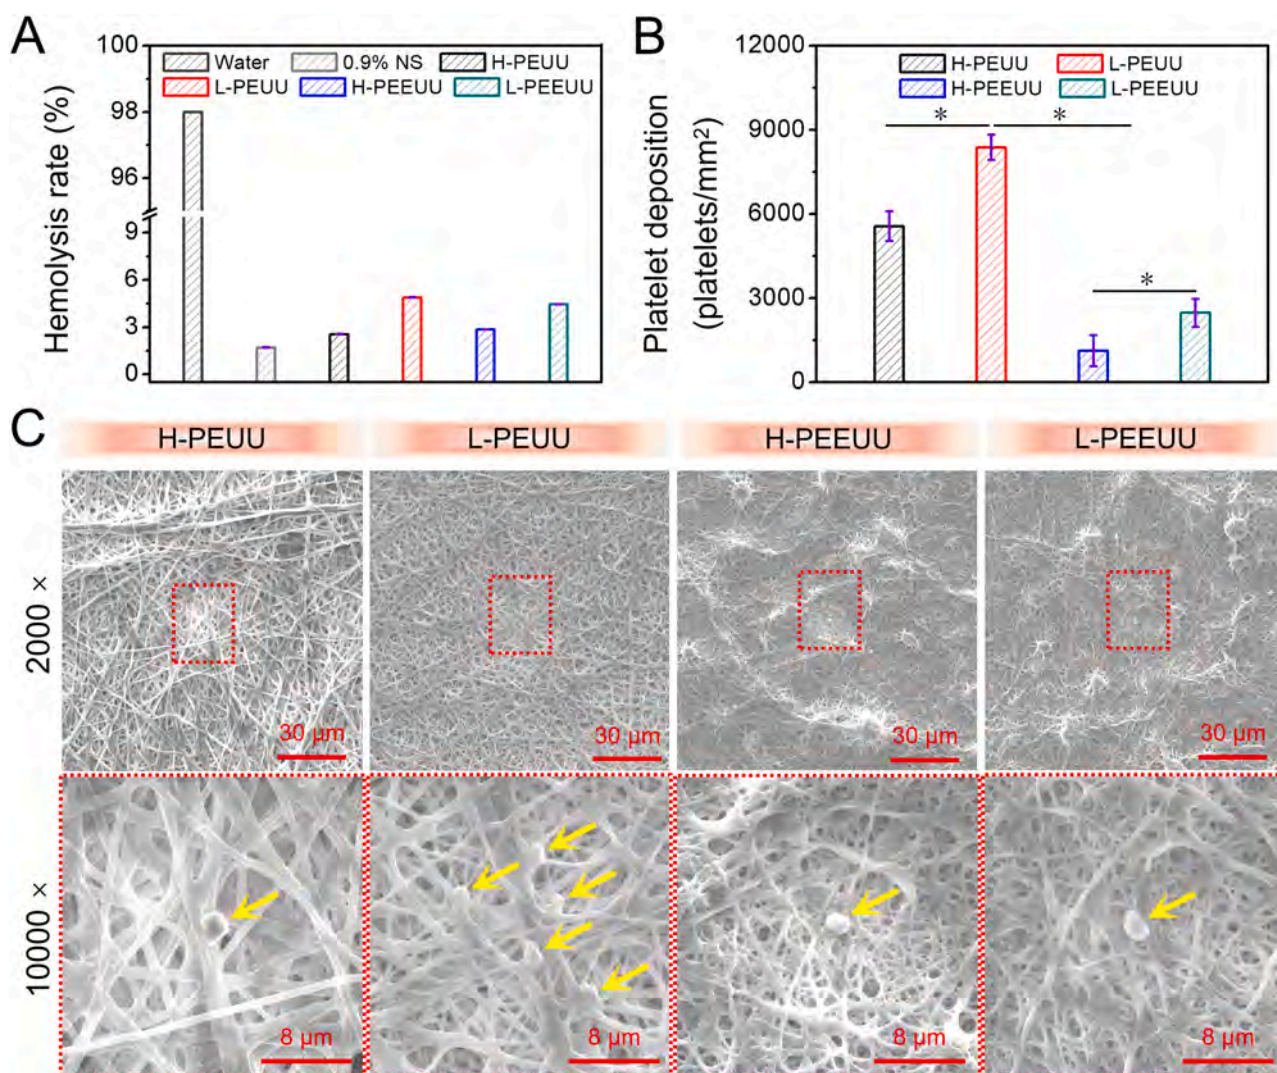 A
Hemolysis rate (%)
100
98
96
9
6
3
0
Water 0.9% NS H-PEUU
L-PEUU H-PEEUU L-PEEUU
B
Platelet deposition
(platelets/mm²)
12000
9000
6000
3000
0
H-PEUU L-PEUU
H-PEEUU L-PEEUU
* *
*
C
H-PEUU L-PEUU H-PEEUU L-PEEUU
2000 ×
30 μm 30 μm 30 μm 30 μm
10000 ×
8 μm 8 μm 8 μm 8 μm